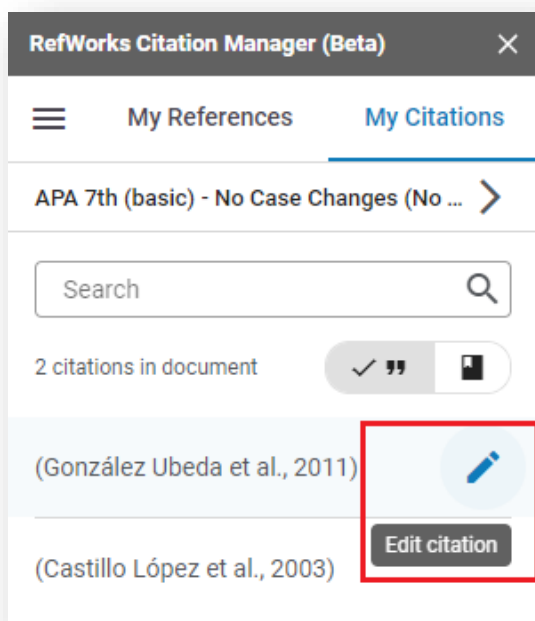 RefWorks Citation Manager (Beta)
My References My Citations
APA 7th (basic) - No Case Changes (No ...
Search
2 citations in document
(González Ubeda et al., 2011)
Edit citation
(Castillo López et al., 2003)